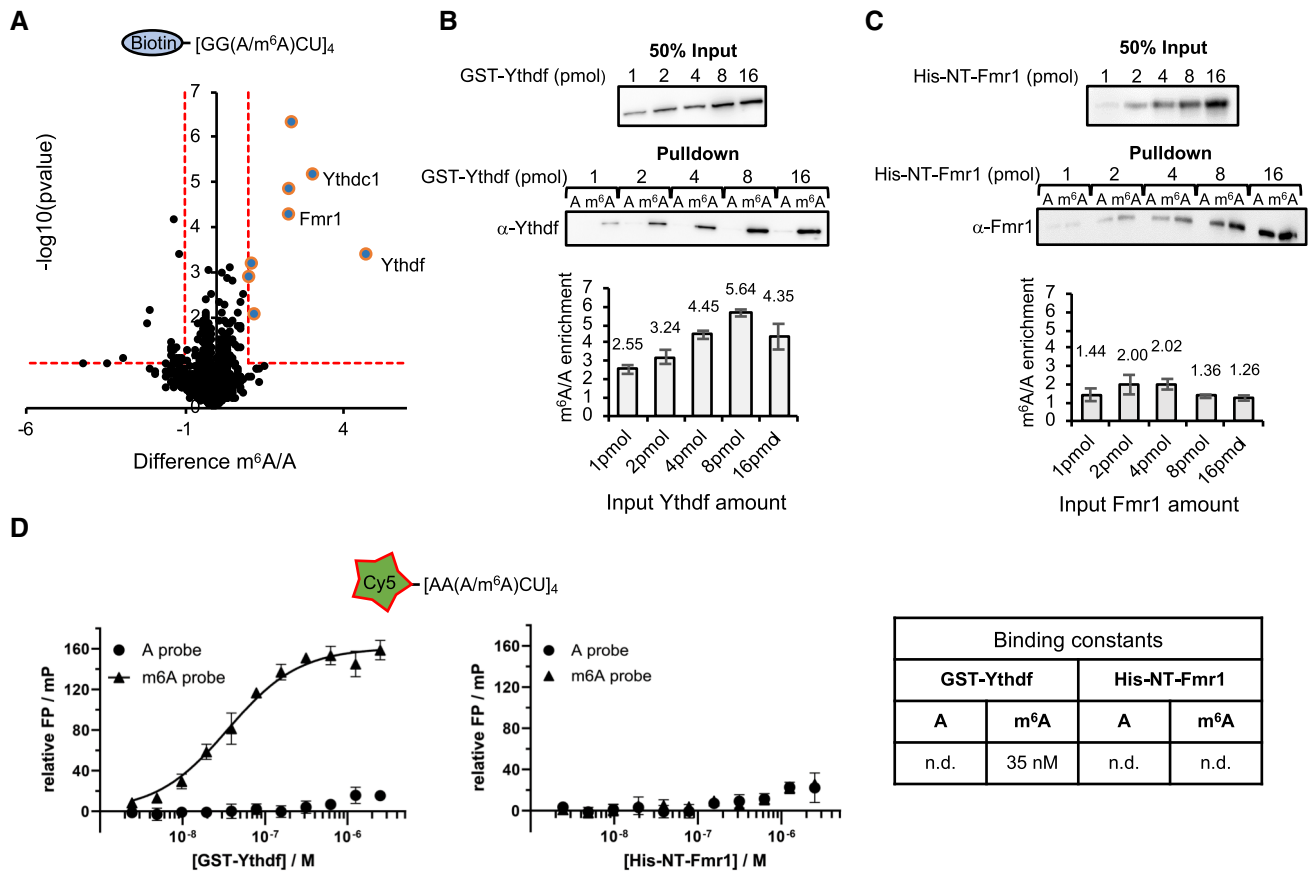 A
Biotin
[GG(A/m⁶A)CU]₄
-log10(pvalue)
7
6
5
4
3
2
0
Ythdc1
Fmr1
Ythdf
-6
-1
4
Difference m⁶A/A
B
50% Input
GST-Ythdf (pmol) 1 2 4 8 16
Pulldown
GST-Ythdf (pmol) 1 2 4 8 16
A m⁶A A m⁶A A m⁶A A m⁶A A m⁶A
α-Ythdf
m⁶A/A enrichment
7
6
5
4
3
2
1
0
2.55
3.24
4.45
5.64
4.35
1pmol
2pmol
4pmol
8pmol
16pmol
Input Ythdf amount
C
50% Input
His-NT-Fmr1 (pmol) 1 2 4 8 16
Pulldown
His-NT-Fmr1 (pmol) 1 2 4 8 16
A m⁶A A m⁶A A m⁶A A m⁶A A m⁶A
α-Fmr1
m⁶A/A enrichment
7
6
5
4
3
2
1
0
1.44
2.00
2.02
1.36
1.26
1pmol
2pmol
4pmol
8pmol
16pmol
Input Fmr1 amount
D
Cy5
[AA(A/m⁶A)CU]₄
relative FP / mP
160
120
80
40
0
A probe
m6A probe
10⁻⁸
10⁻⁷
10⁻⁶
[GST-Ythdf] / M
relative FP / mP
160
120
80
40
0
A probe
m6A probe
10⁻⁸
10⁻⁷
10⁻⁶
[His-NT-Fmr1] / M
Binding constants
GST-Ythdf His-NT-Fmr1
A m⁶A A m⁶A
n.d. 35 nM n.d. n.d.